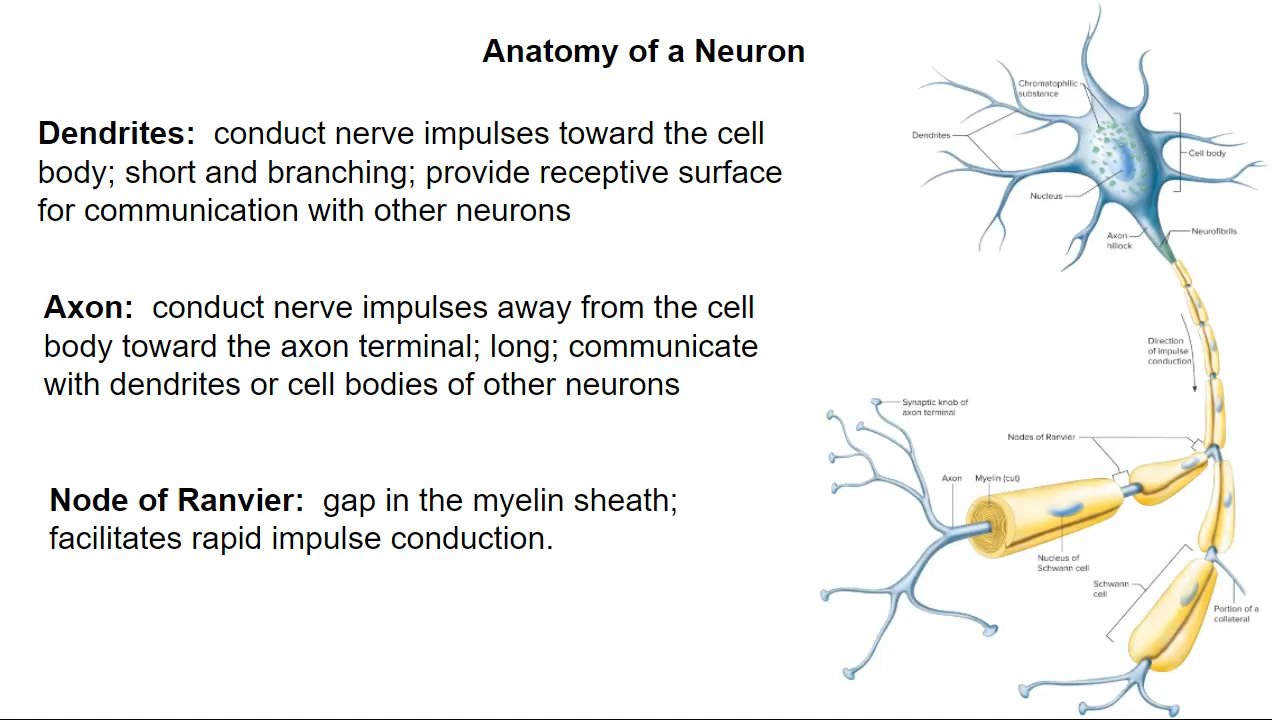 Anatomy of a Neuron
Dendrites: conduct nerve impulses toward the cell
body; short and branching; provide receptive surface
for communication with other neurons
Axon: conduct nerve impulses away from the cell
body toward the axon terminal; long; communicate
with dendrites or cell bodies of other neurons
Node of Ranvier: gap in the myelin sheath;
facilitates rapid impulse conduction.
Chromatophilic
substance
Dendrites
Cell body
Nucleus
Axon
hillock
Neurofibrils
Direction
of impulse
conduction
Synaptic knob of
axon terminal
Nodes of Ranvier
Axon
Myelin (cut)
Nucleus of
Schwann cell
Schwann
cell
Portion of a
collateral